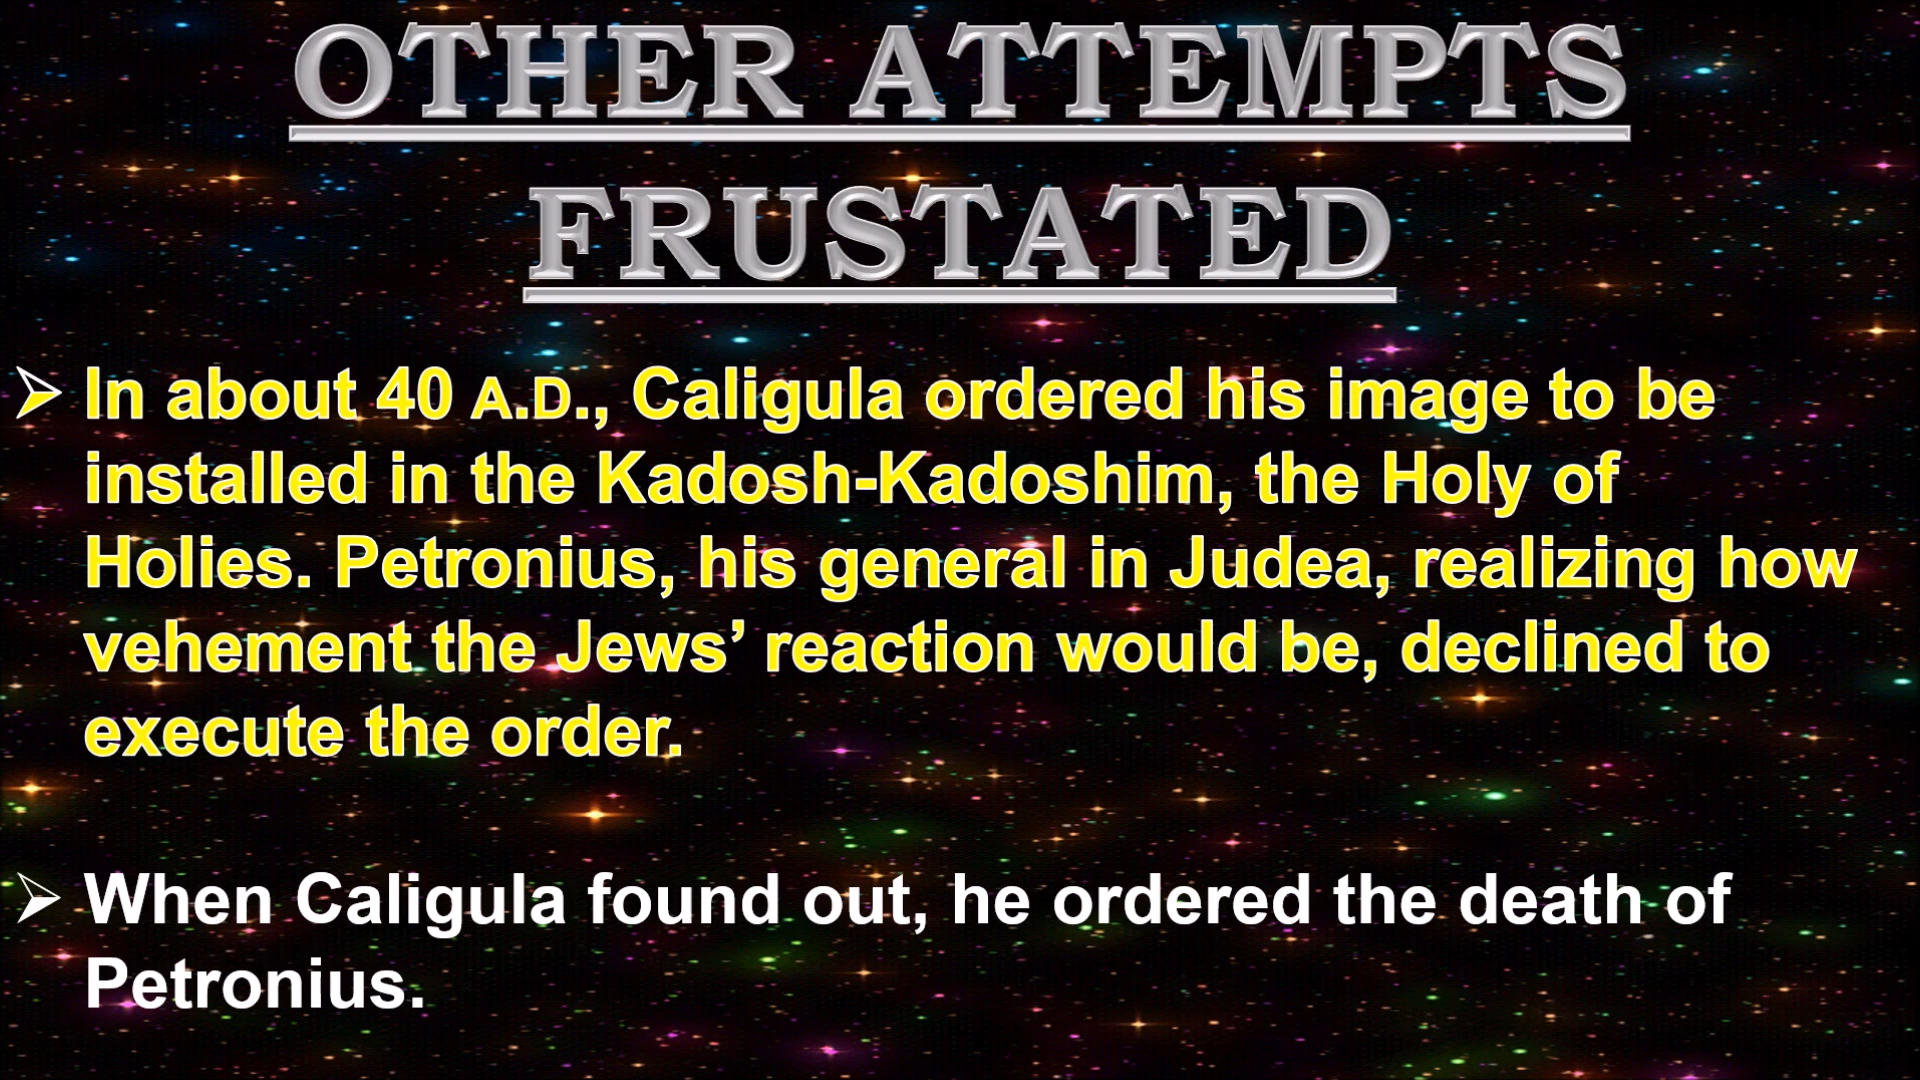 OTHER ATTEMPTS
FRUSTATED
In about 40 A.D., Caligula ordered his image to be
installed in the Kadosh-Kadoshim, the Holy of
Holies. Petronius, his general in Judea, realizing how
vehement the Jews’ reaction would be, declined to
execute the order.
When Caligula found out, he ordered the death of
Petronius.